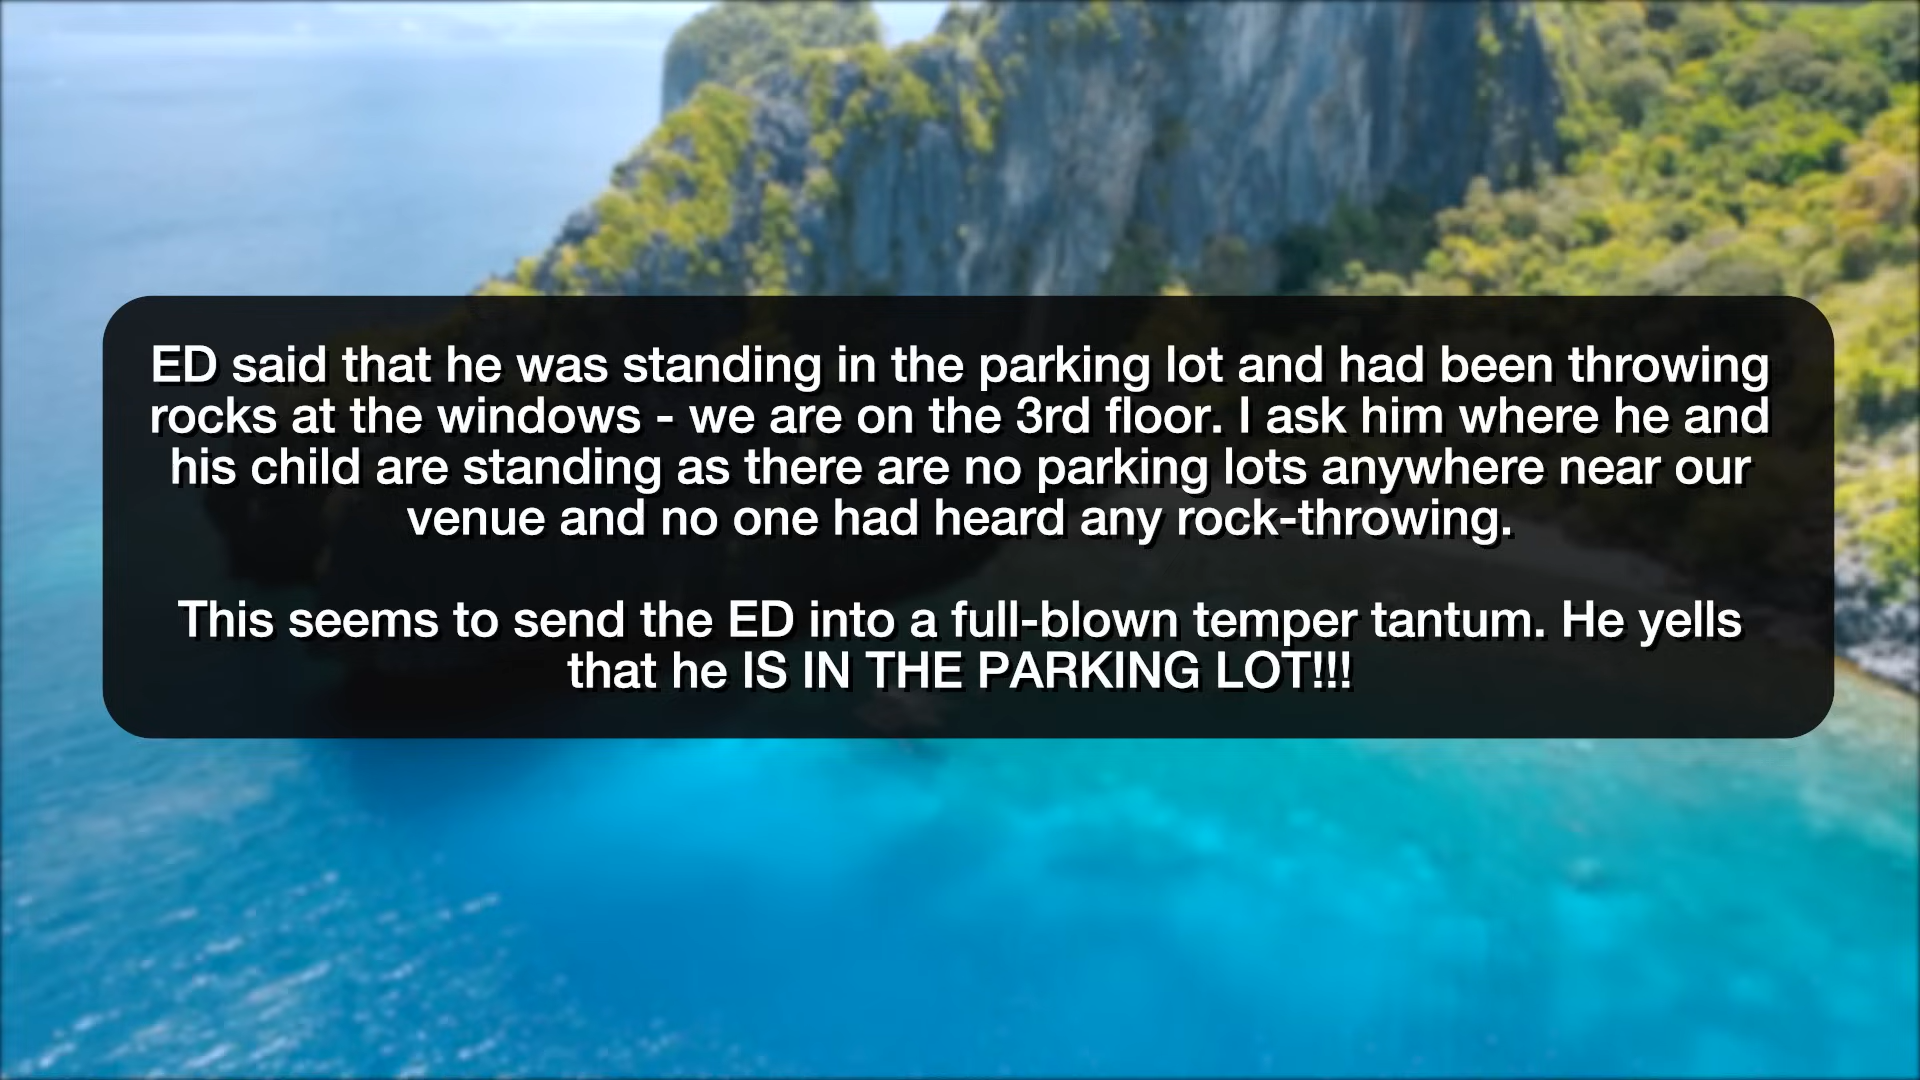 ED said that he was standing in the parking lot and had been throwing
rocks at the windows - we are on the 3rd floor. I ask him where he and
his child are standing as there are no parking lots anywhere near our
venue and no one had heard any rock-throwing.
This seems to send the ED into a full-blown temper tantum. He yells
that he IS IN THE PARKING LOT!!!